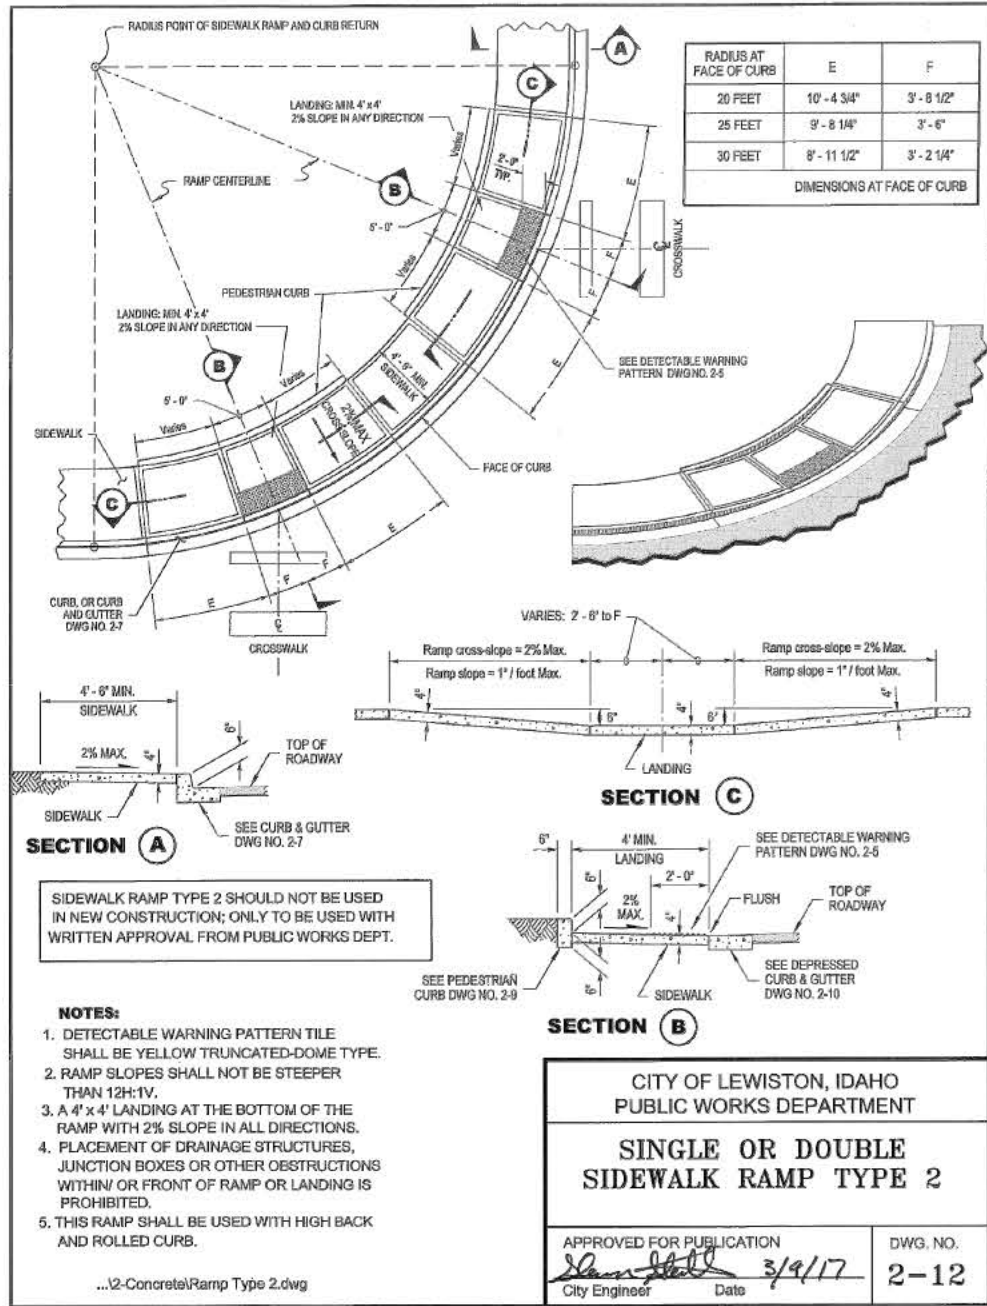 RADIUS POINT OF SIDEWALK RAMP AND CURB RETURN
A
RADIUS AT
FACE OF CURB
E
F
20 FEET
10' - 4 3/4"
3' - 8 1/2"
25 FEET
9' - 8 1/4"
3' - 6"
30 FEET
8' - 11 1/2"
3' - 2 1/4"
DIMENSIONS AT FACE OF CURB
C
LANDING: MIN. 4' x 4'
2% SLOPE IN ANY DIRECTION
Varies
2' - 0"
TYP.
E
RAMP CENTERLINE
B
5' - 0"
Varies
F
F
CROSSWALK
PEDESTRIAN CURB
LANDING: MIN. 4' x 4'
2% SLOPE IN ANY DIRECTION
B
Varies
4' - 6" MIN.
SIDEWALK
E
SEE DETECTABLE WARNING
PATTERN DWG NO. 2-5
5' - 0"
Varies
2% MAX
CROSS SLOPE
SIDEWALK
FACE OF CURB
C
E
F
F
E
CURB, OR CURB
AND GUTTER
DWG NO. 2-7
CROSSWALK
VARIES: 2' - 6" to F
Ramp cross-slope = 2% Max.
Ramp slope = 1" / foot Max.
Ramp cross-slope = 2% Max.
Ramp slope = 1" / foot Max.
4"
6"
4"
6"
4"
LANDING
SECTION C
4' - 6" MIN.
SIDEWALK
6"
2% MAX.
4"
TOP OF
ROADWAY
SIDEWALK
SEE CURB & GUTTER
DWG NO. 2-7
SECTION A
6"
4' MIN.
LANDING
SEE DETECTABLE WARNING
PATTERN DWG NO. 2-5
2' - 0"
6"
2%
MAX.
4"
FLUSH
TOP OF
ROADWAY
6"
SEE PEDESTRIAN
CURB DWG NO. 2-9
SIDEWALK
SEE DEPRESSED
CURB & GUTTER
DWG NO. 2-10
SECTION B
SIDEWALK RAMP TYPE 2 SHOULD NOT BE USED
IN NEW CONSTRUCTION; ONLY TO BE USED WITH
WRITTEN APPROVAL FROM PUBLIC WORKS DEPT.
NOTES:
1. DETECTABLE WARNING PATTERN TILE
SHALL BE YELLOW TRUNCATED-DOME TYPE.
2. RAMP SLOPES SHALL NOT BE STEEPER
THAN 12H:1V.
3. A 4' x 4' LANDING AT THE BOTTOM OF THE
RAMP WITH 2% SLOPE IN ALL DIRECTIONS.
4. PLACEMENT OF DRAINAGE STRUCTURES,
JUNCTION BOXES OR OTHER OBSTRUCTIONS
WITHIN/ OR FRONT OF RAMP OR LANDING IS
PROHIBITED.
5. THIS RAMP SHALL BE USED WITH HIGH BACK
AND ROLLED CURB.
...\2-Concrete\Ramp Type 2.dwg
CITY OF LEWISTON, IDAHO
PUBLIC WORKS DEPARTMENT
SINGLE OR DOUBLE
SIDEWALK RAMP TYPE 2
APPROVED FOR PUBLICATION
3/9/17
City Engineer Date
DWG. NO.
2-12